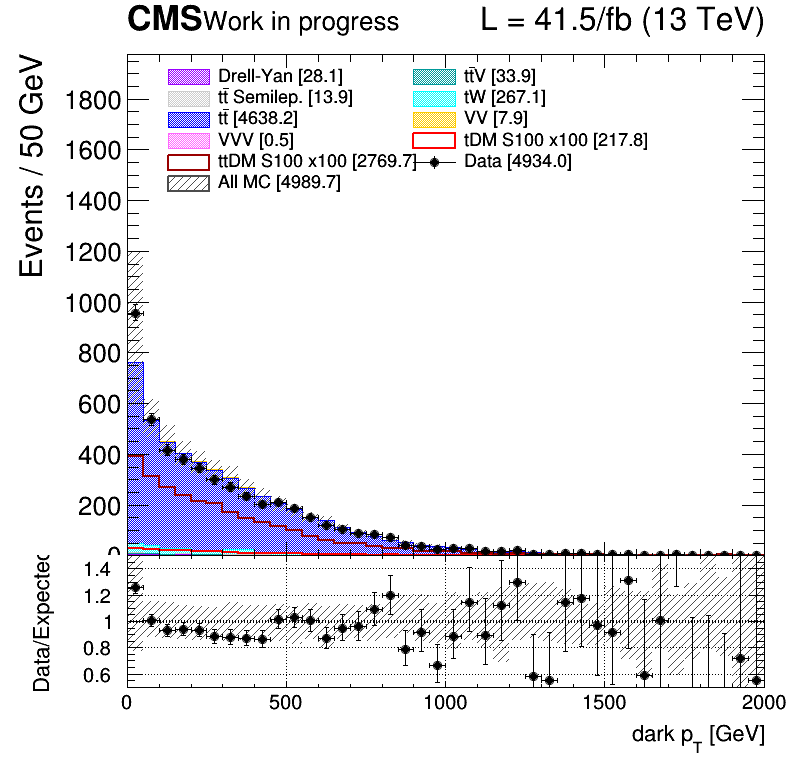 CMS Work in progress L = 41.5/fb (13 TeV)
Events / 50 GeV
Drell-Yan [28.1]
tt̄V [33.9]
tt̄ Semilep. [13.9]
tW [267.1]
tt̄ [4638.2]
VV [7.9]
VVV [0.5]
tDM S100 x100 [217.8]
ttDM S100 x100 [2769.7]
Data [4934.0]
All MC [4989.7]
1800
1600
1400
1200
1000
800
600
400
200
0
Data/Expected
1.4
1.2
1
0.8
0.6
0 500 1000 1500 2000
dark p_T [GeV]